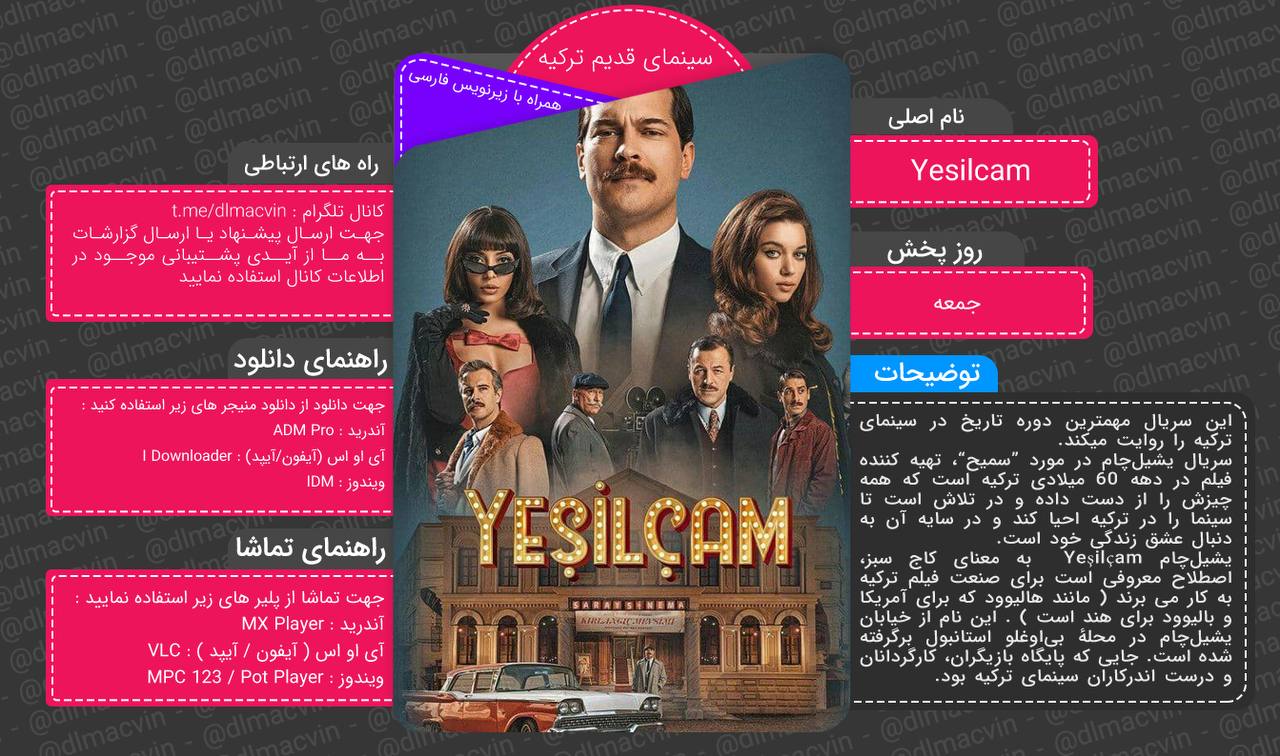 سینمای قدیم ترکیه
همراه با زیرنویس فارسی
نام اصلی
Yesilcam
روز پخش
جمعه
توضیحات
این سریال مهمترین دوره تاریخ در سینمای
ترکیه را روایت میکند.
سریال یشیل‌چام در مورد ”سمیح“، تهیه کننده
فیلم در دهه 60 میلادی ترکیه است که همه
چیزش را از دست داده و در تلاش است تا
سینما را در ترکیه احیا کند و در سایه آن به
دنبال عشق زندگی خود است.
یشیل‌چام Yeşilçam به معنای کاج سبز،
اصطلاح معروفی است برای صنعت فیلم ترکیه
به کار می برند ( مانند هالیوود که برای آمریکا
و بالیوود برای هند است ) . این نام از خیابان
یشیل‌چام در محلهٔ بی‌اوغلو استانبول برگرفته
شده است. جایی که پایگاه بازیگران، کارگردانان
و درست اندرکاران سینمای ترکیه بود.
راه های ارتباطی
کانال تلگرام : t.me/dlmacvin
جهت ارسال پیشنهاد یا ارسال گزارشات
به ما از آیدی پشتیبانی موجود در
اطلاعات کانال استفاده نمایید
راهنمای دانلود
جهت دانلود از دانلود منیجر های زیر استفاده کنید :
آندرید : ADM Pro
آی او اس (آیفون/آیپد) : I Downloader
ویندوز : IDM
راهنمای تماشا
جهت تماشا از پلیر های زیر استفاده نمایید :
آندرید : MX Player
آی او اس ( آیفون / آیپد ) : VLC
ویندوز : MPC 123 / Pot Player
YEŞİLÇAM
SARAY SİNEMA
KIRLANGIÇ MEVSİMİ
@dlmacvin - @dlmacvin - @dlmacvin